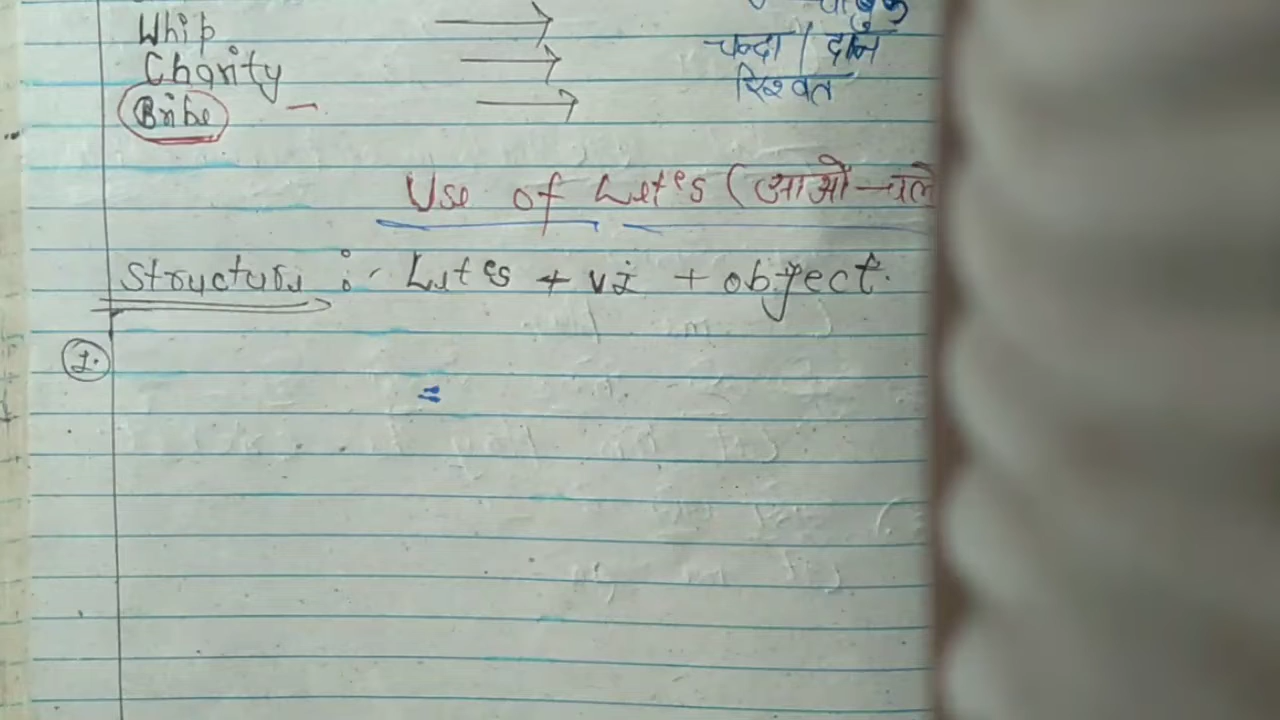 चाबुक
Whip → चन्दा / दान
Charity → रिश्वत
Bribe - →
Use of Let's (आओ-चले
Structure :- Let's + v1 + object.
1.
=